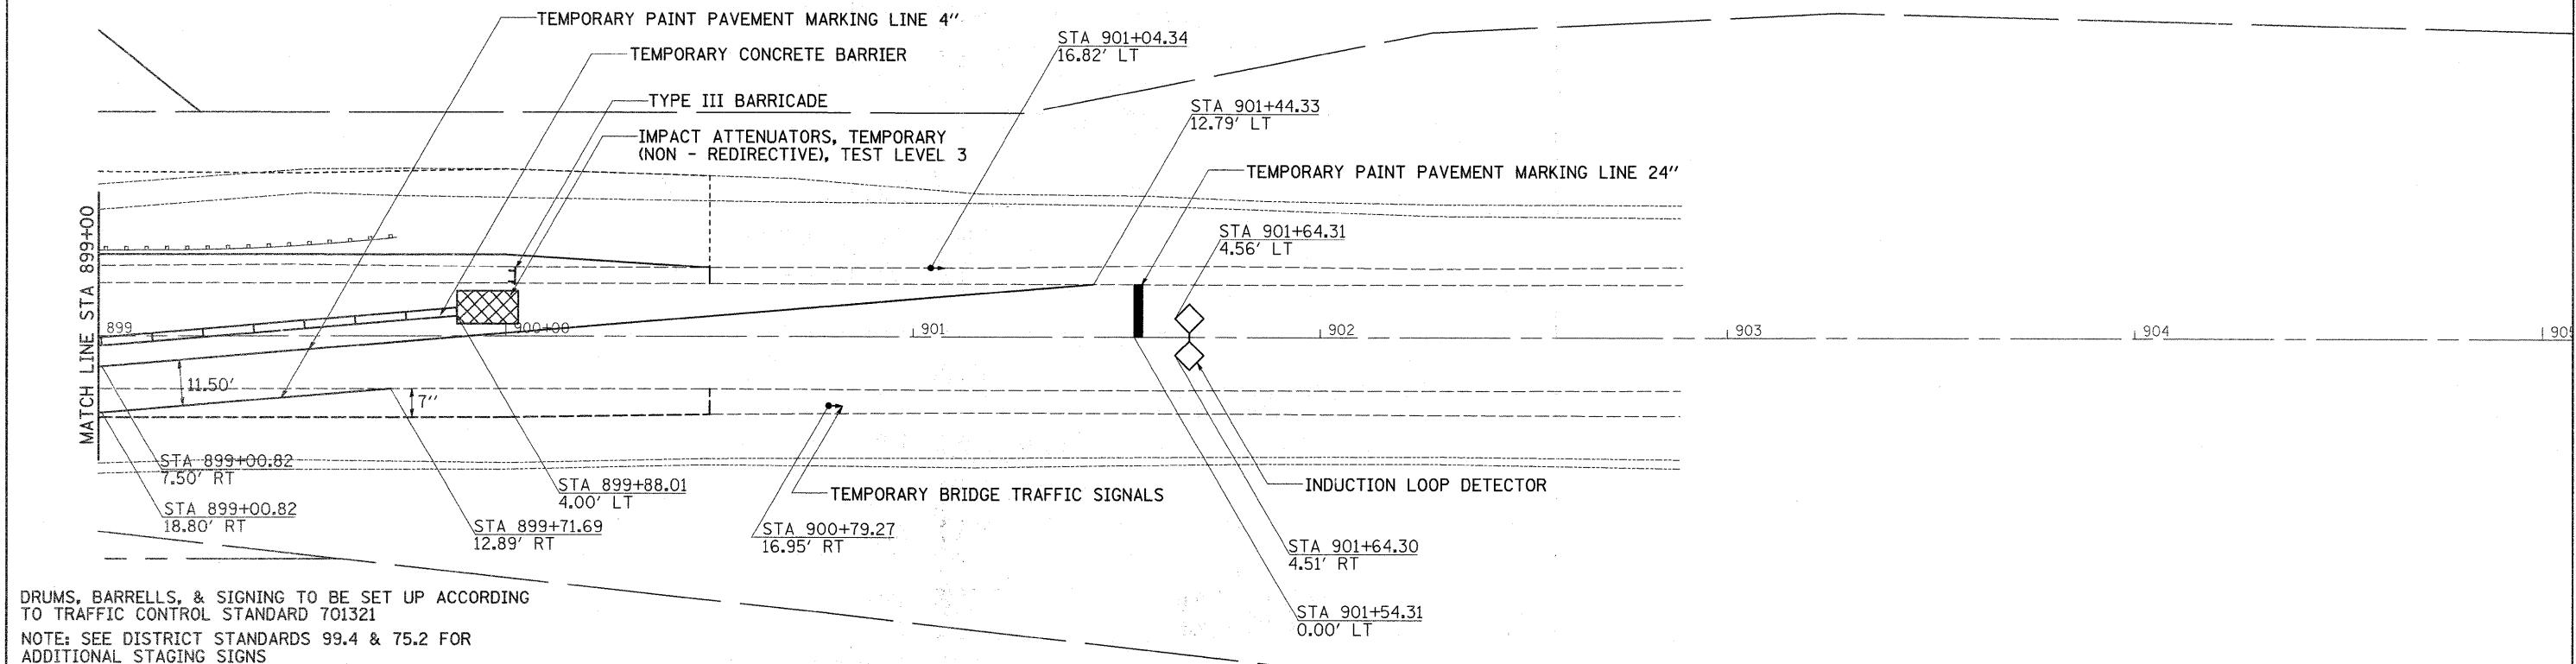 TEMPORARY PAINT PAVEMENT MARKING LINE 4"
TEMPORARY CONCRETE BARRIER
TYPE III BARRICADE
IMPACT ATTENUATORS, TEMPORARY
(NON - REDIRECTIVE), TEST LEVEL 3
STA 901+04.34
16.82' LT
STA 901+44.33
12.79' LT
TEMPORARY PAINT PAVEMENT MARKING LINE 24"
STA 901+64.31
4.56' LT
MATCH LINE STA 899+00
899
900+00
901
902
903
904
905
11.50'
7"
STA 899+00.82
7.50' RT
STA 899+00.82
18.80' RT
STA 899+71.69
12.89' RT
STA 899+88.01
4.00' LT
TEMPORARY BRIDGE TRAFFIC SIGNALS
STA 900+79.27
16.95' RT
INDUCTION LOOP DETECTOR
STA 901+64.30
4.51' RT
STA 901+54.31
0.00' LT
DRUMS, BARRELLS, & SIGNING TO BE SET UP ACCORDING
TO TRAFFIC CONTROL STANDARD 701321
NOTE: SEE DISTRICT STANDARDS 99.4 & 75.2 FOR
ADDITIONAL STAGING SIGNS